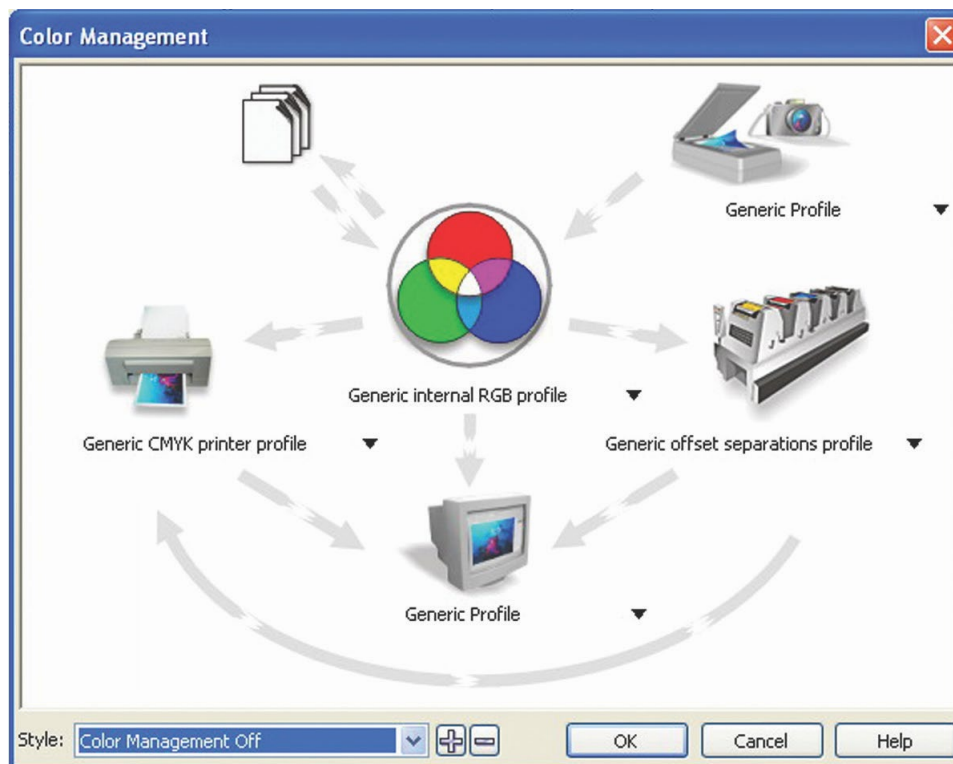 Color Management
Generic Profile
Generic internal RGB profile
Generic CMYK printer profile
Generic offset separations profile
Generic Profile
Style: Color Management Off
OK Cancel Help